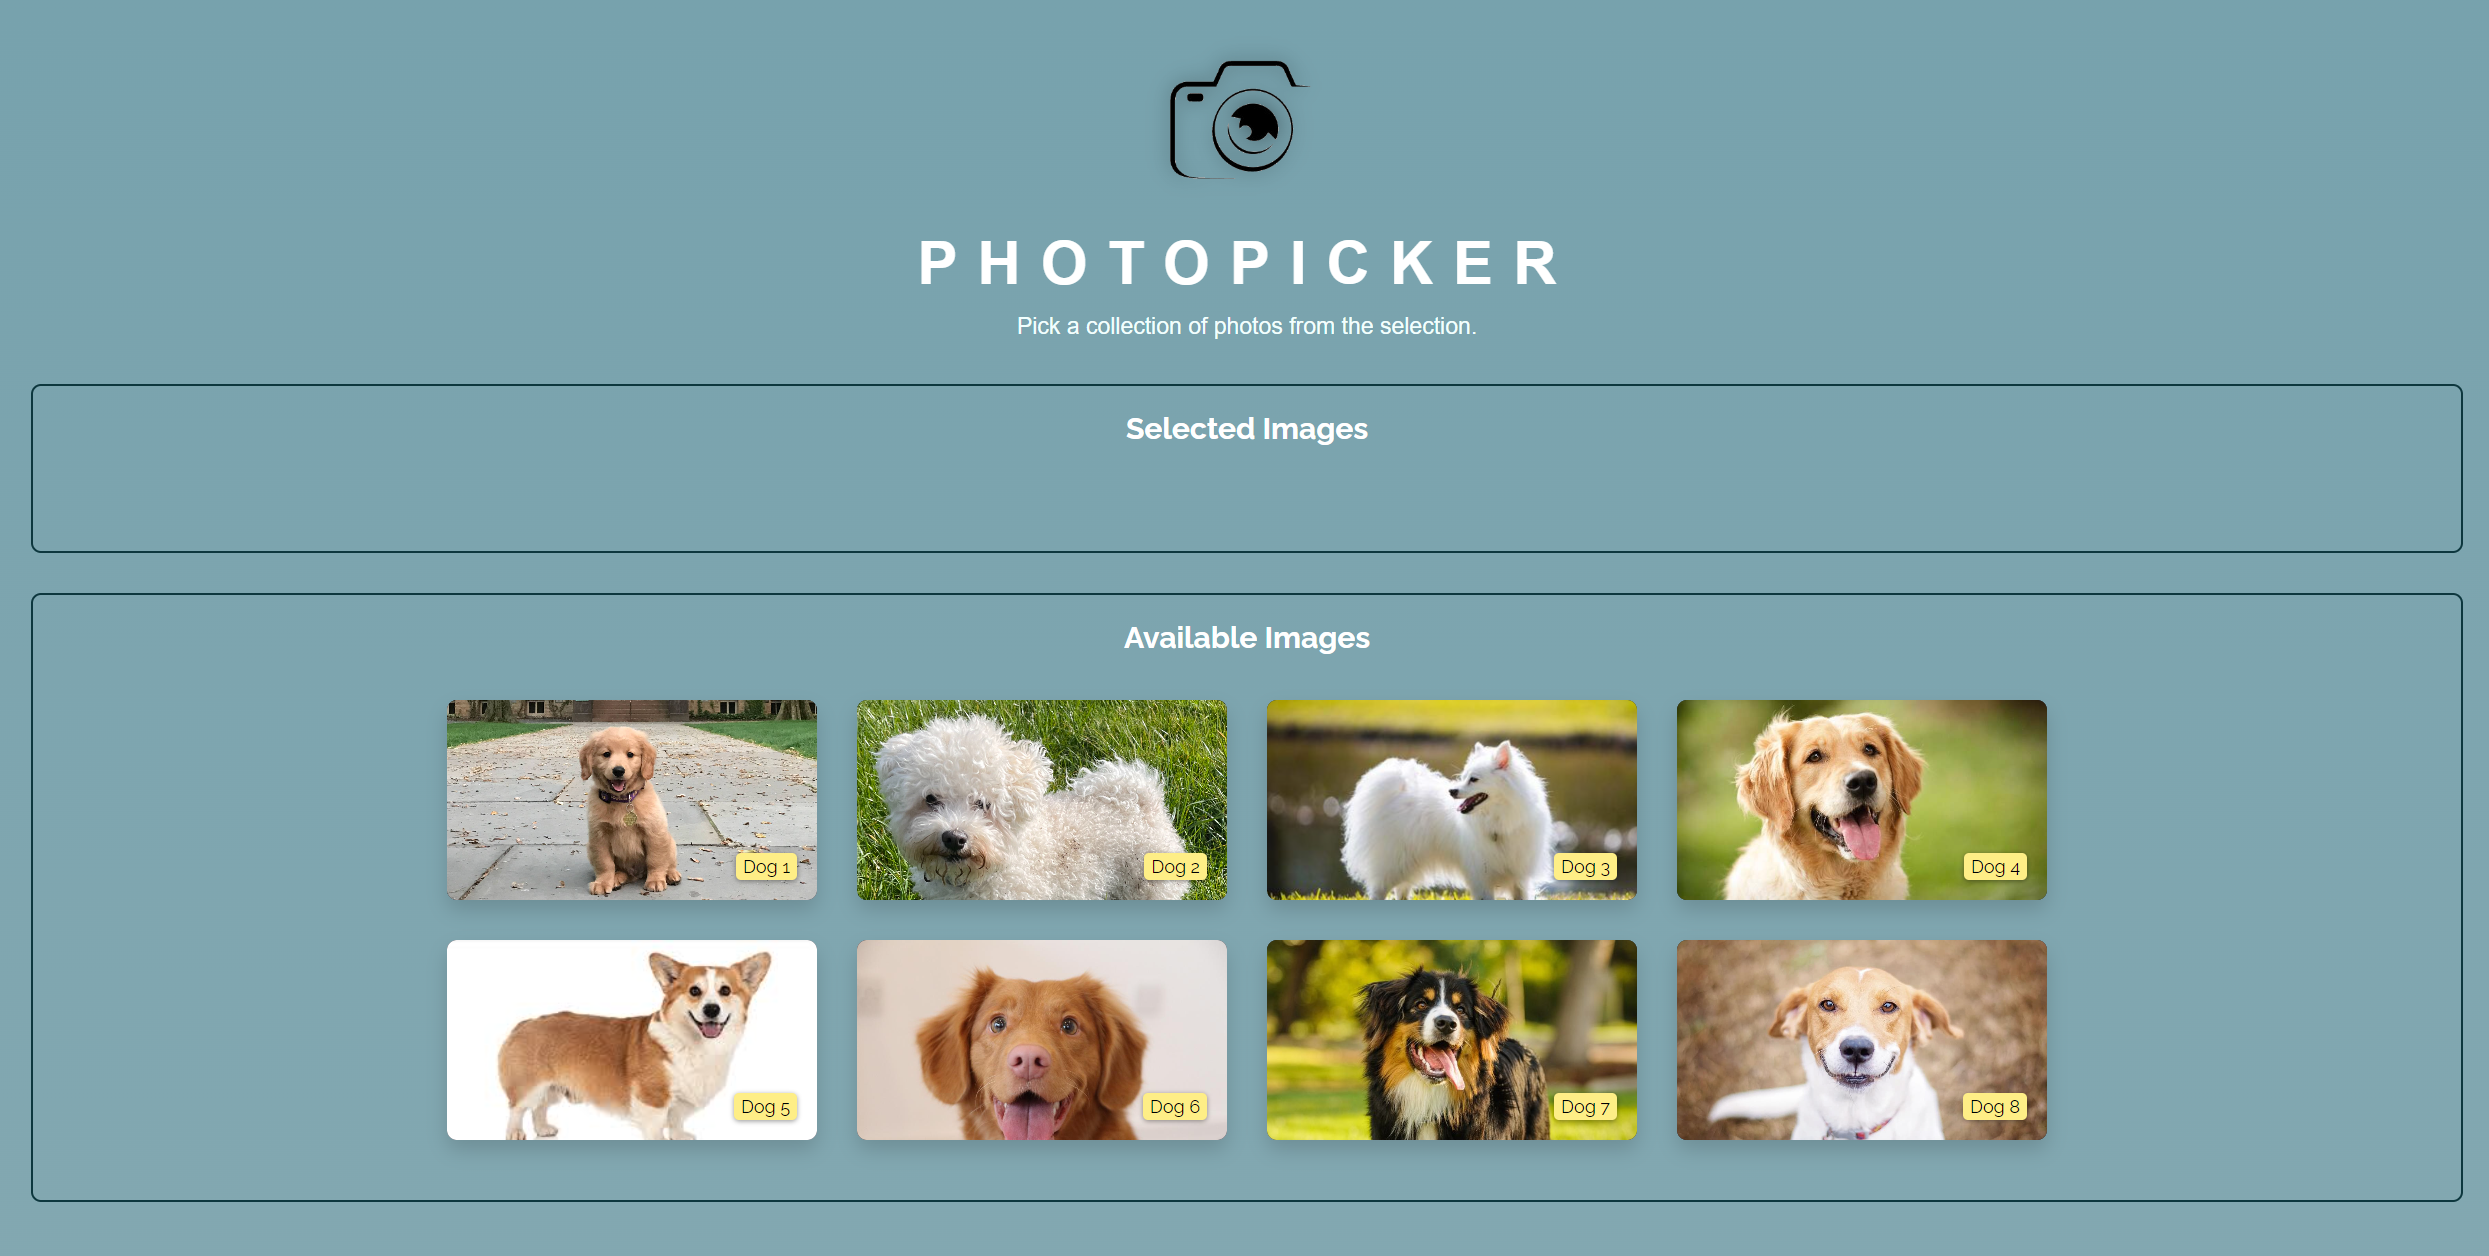 PHOTOPICKER
Pick a collection of photos from the selection.
Selected Images
Available Images
Dog 1
Dog 2
Dog 3
Dog 4
Dog 5
Dog 6
Dog 7
Dog 8